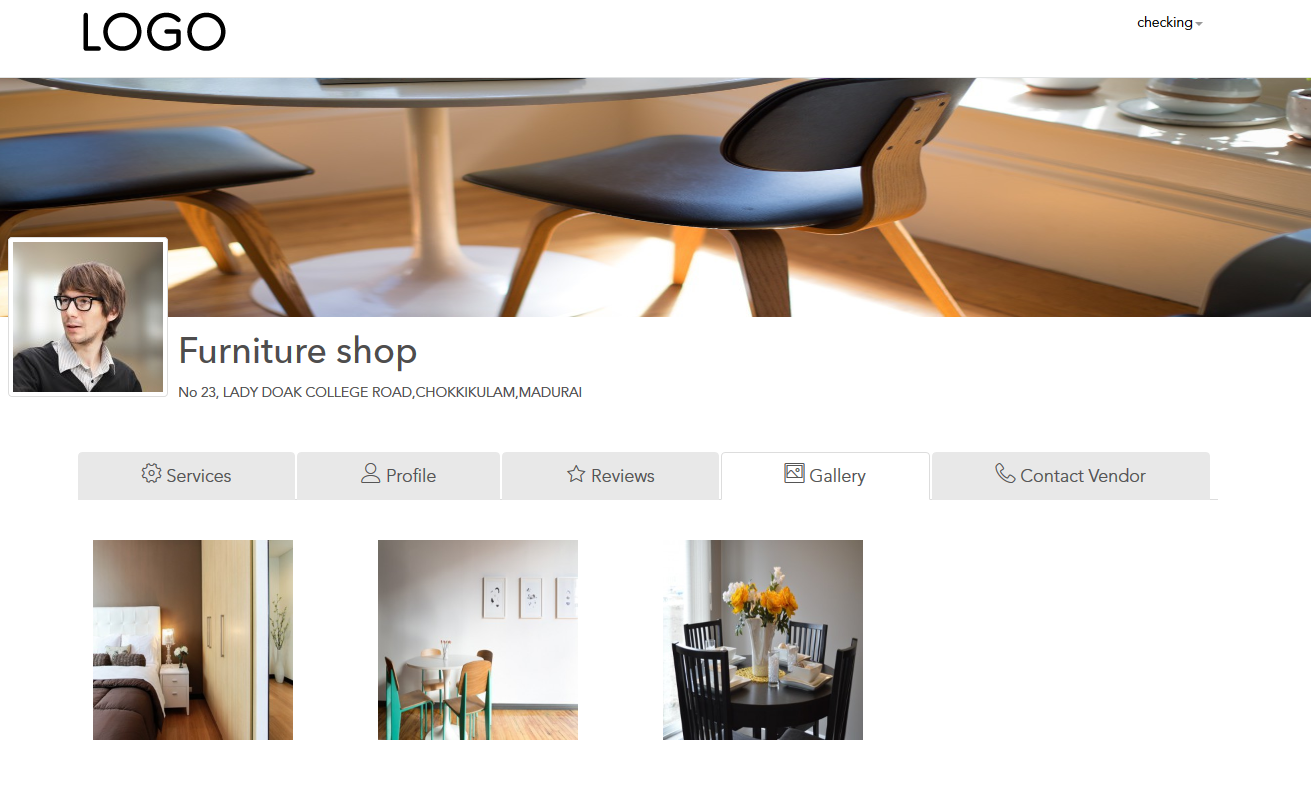 LOGO
checking
Furniture shop
No 23, LADY DOAK COLLEGE ROAD,CHOKKIKULAM,MADURAI
Services
Profile
Reviews
Gallery
Contact Vendor